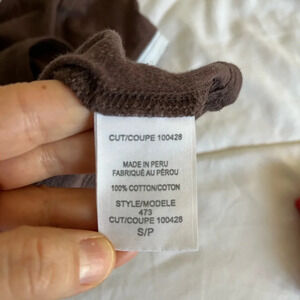 CUT/COUPE 100428
MADE IN PERU
FABRIQUÉ AU PÉROU
100% COTTON/COTON
STYLE/MODELE
473
CUT/COUPE 100428
S/P